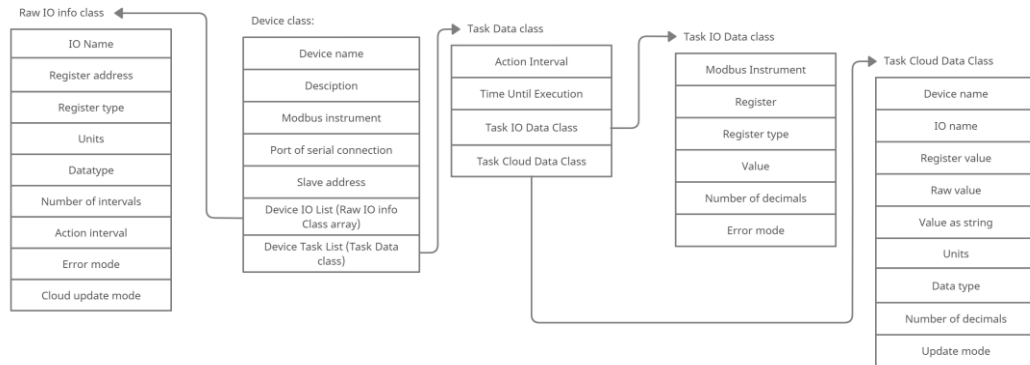 Raw IO info class
IO Name
Register address
Register type
Units
Datatype
Number of intervals
Action interval
Error mode
Cloud update mode
Device class:
Device name
Desciption
Modbus instrument
Port of serial connection
Slave address
Device IO List (Raw IO info
Class array)
Device Task List (Task Data
class)
Task Data class
Action Interval
Time Until Execution
Task IO Data Class
Task Cloud Data Class
Task IO Data class
Modbus Instrument
Register
Register type
Value
Number of decimals
Error mode
Task Cloud Data Class
Device name
IO name
Register value
Raw value
Value as string
Units
Data type
Number of decimals
Update mode